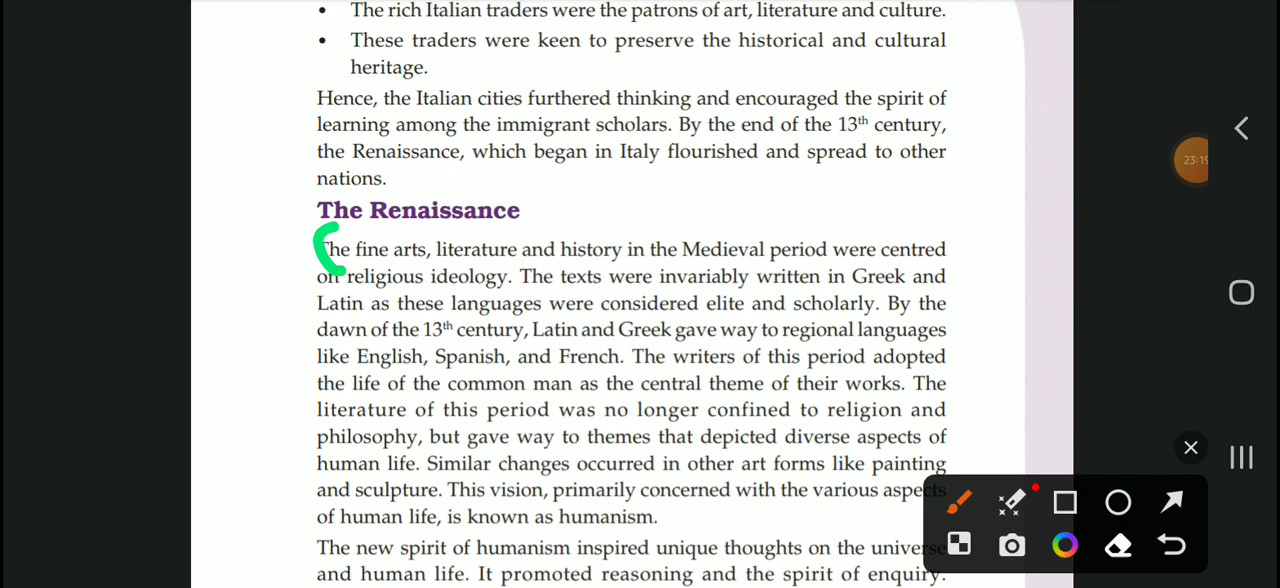 • The rich Italian traders were the patrons of art, literature and culture.
• These traders were keen to preserve the historical and cultural
heritage.
Hence, the Italian cities furthered thinking and encouraged the spirit of
learning among the immigrant scholars. By the end of the 13th century,
the Renaissance, which began in Italy flourished and spread to other
nations.
The Renaissance
The fine arts, literature and history in the Medieval period were centred
on religious ideology. The texts were invariably written in Greek and
Latin as these languages were considered elite and scholarly. By the
dawn of the 13th century, Latin and Greek gave way to regional languages
like English, Spanish, and French. The writers of this period adopted
the life of the common man as the central theme of their works. The
literature of this period was no longer confined to religion and
philosophy, but gave way to themes that depicted diverse aspects of
human life. Similar changes occurred in other art forms like painting
and sculpture. This vision, primarily concerned with the various aspects
of human life, is known as humanism.
The new spirit of humanism inspired unique thoughts on the universe
and human life. It promoted reasoning and the spirit of enquiry.
23:19